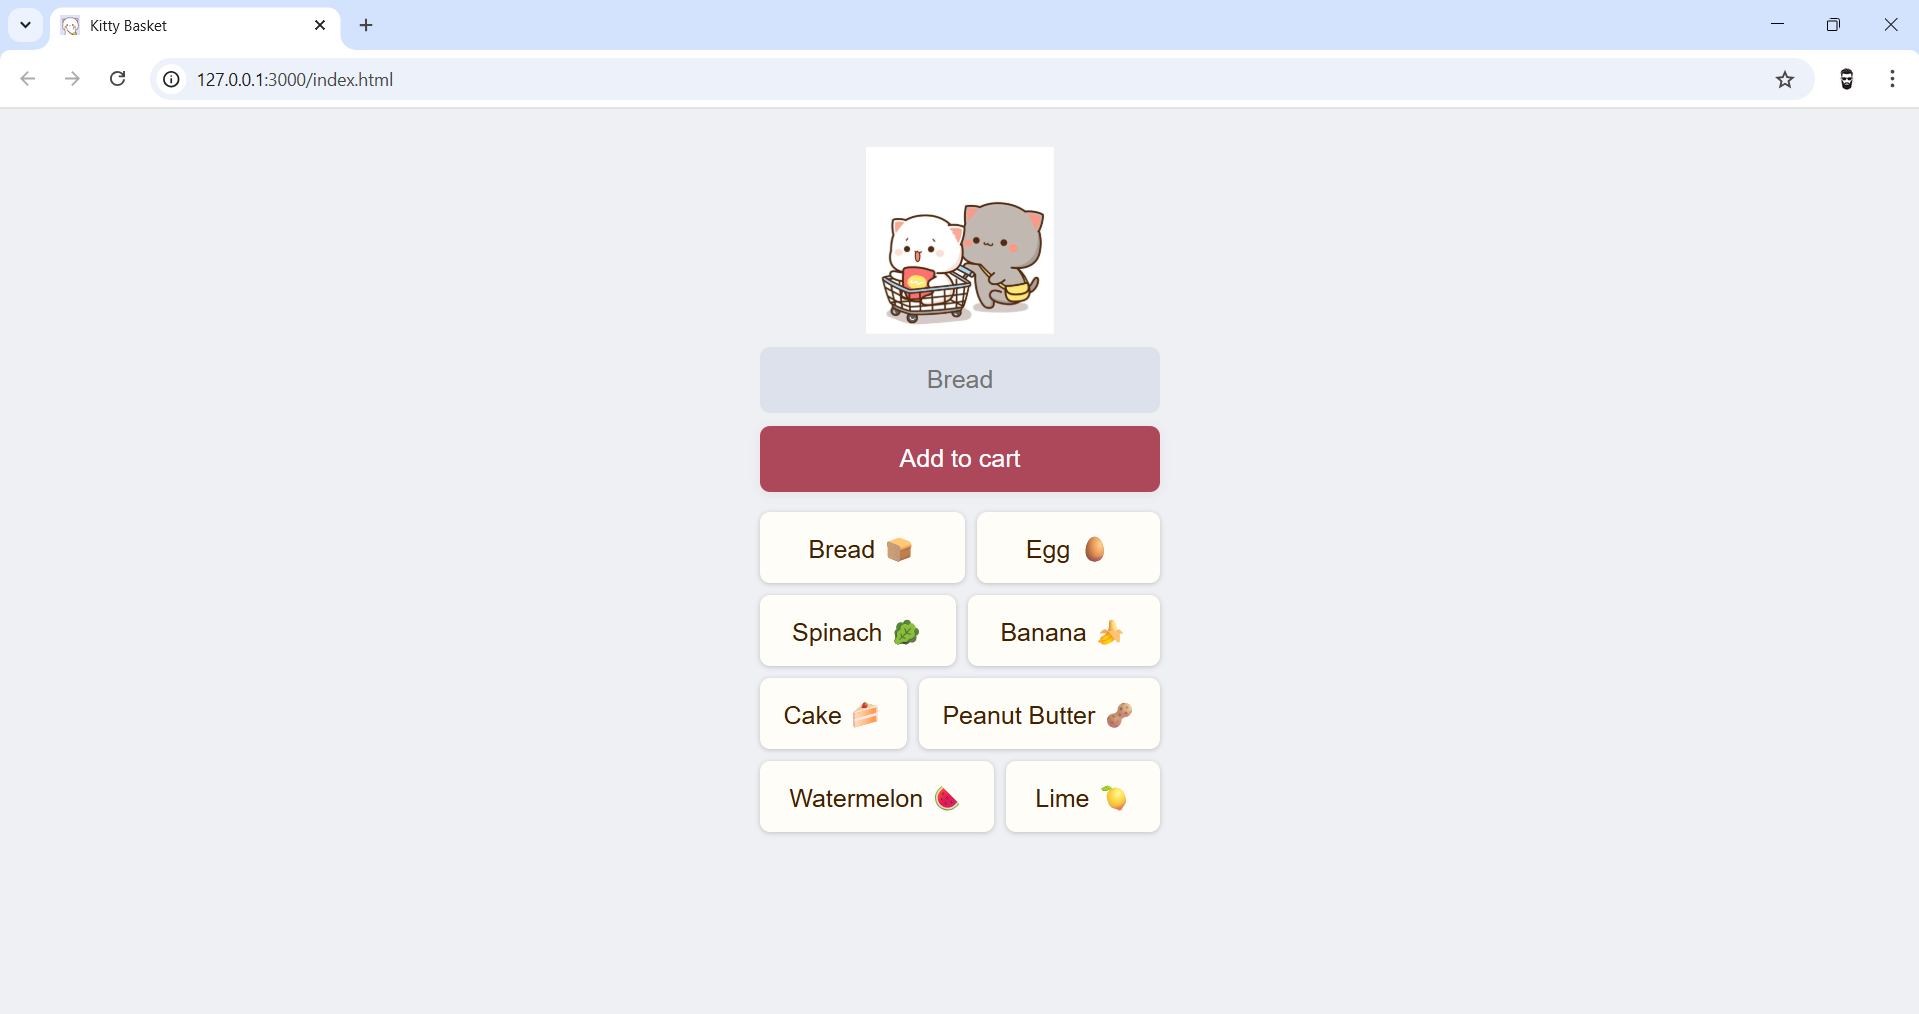 Kitty Basket
127.0.0.1:3000/index.html
Bread
Add to cart
Bread 🍞 Egg 🥚
Spinach 🥬 Banana 🍌
Cake 🍰 Peanut Butter 🥜
Watermelon 🍉 Lime 🍋